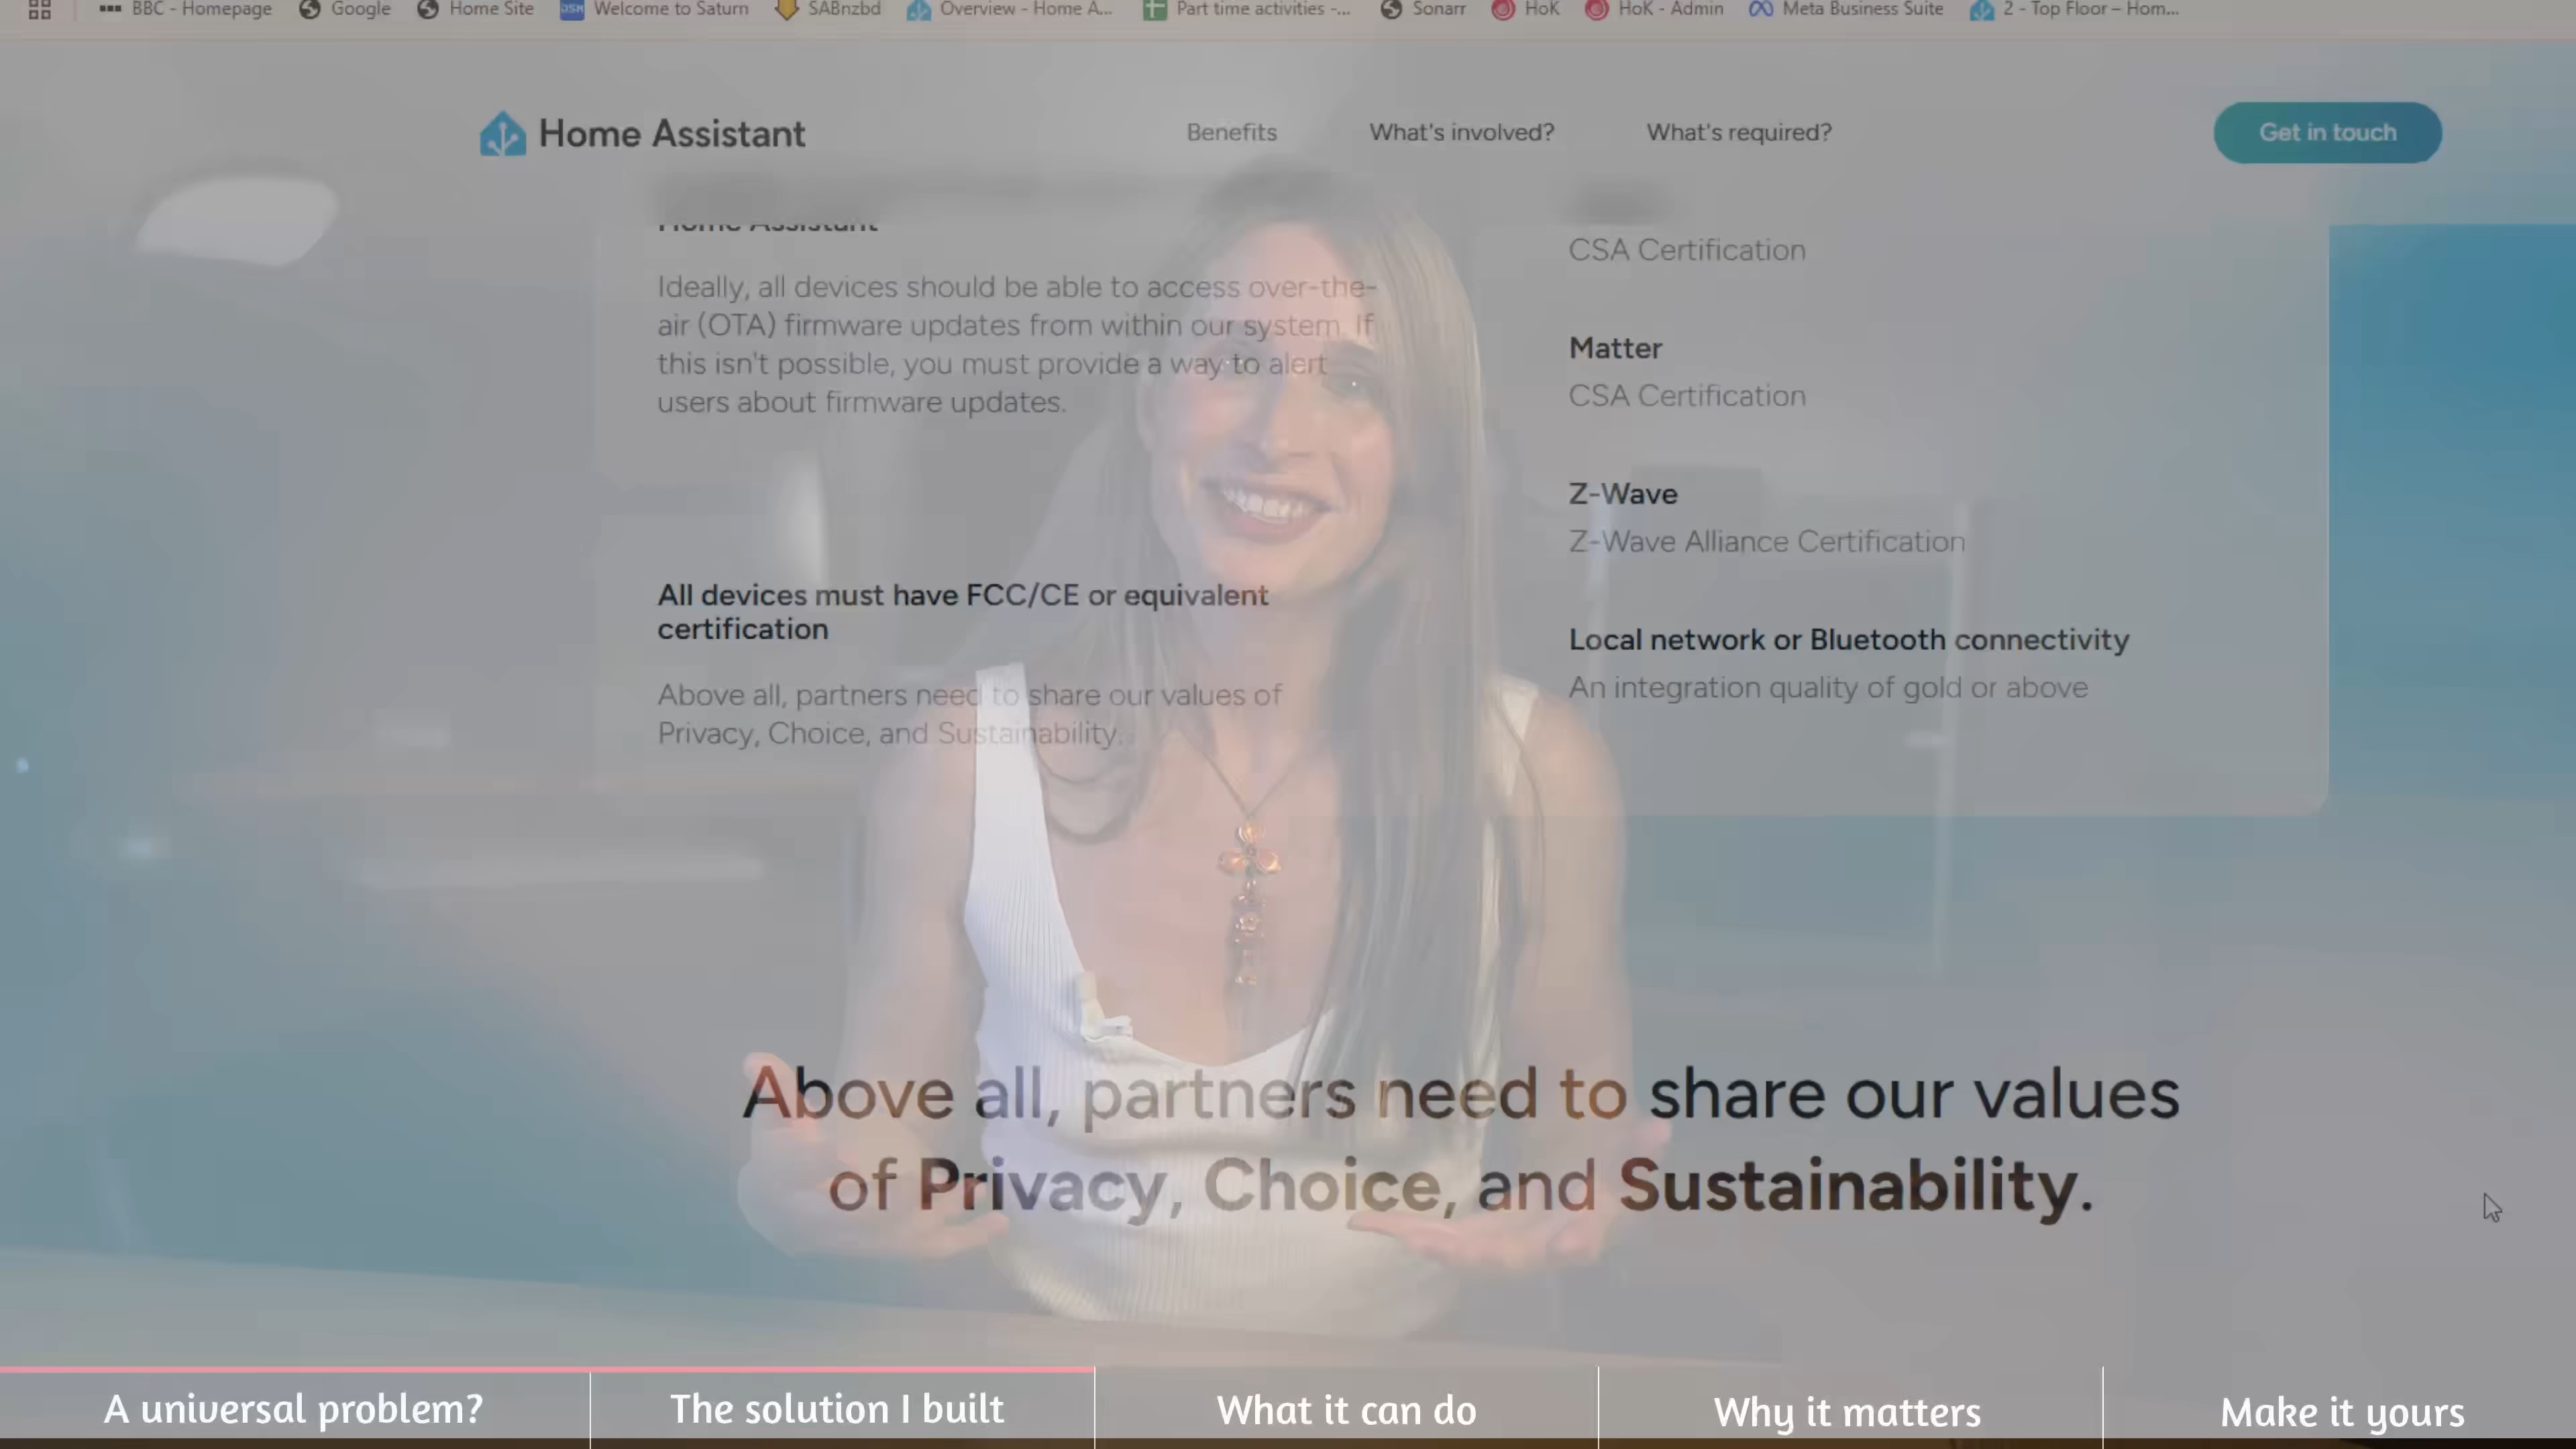 BBC - Homepage
Google
Home Site
DSM
Welcome to Saturn
SABnzbd
Overview - Home A...
Part time activities -...
Sonarr
HoK
HoK - Admin
Meta Business Suite
2 - Top Floor – Hom...
Home Assistant
Benefits
What's involved?
What's required?
Get in touch
Home Assistant
Ideally, all devices should be able to access over-the-
air (OTA) firmware updates from within our system. If
this isn't possible, you must provide a way to alert
users about firmware updates.
All devices must have FCC/CE or equivalent
certification
Above all, partners need to share our values of
Privacy, Choice, and Sustainability.
CSA Certification
Matter
CSA Certification
Z-Wave
Z-Wave Alliance Certification
Local network or Bluetooth connectivity
An integration quality of gold or above
Above all, partners need to share our values
of Privacy, Choice, and Sustainability.
A universal problem?
The solution I built
What it can do
Why it matters
Make it yours